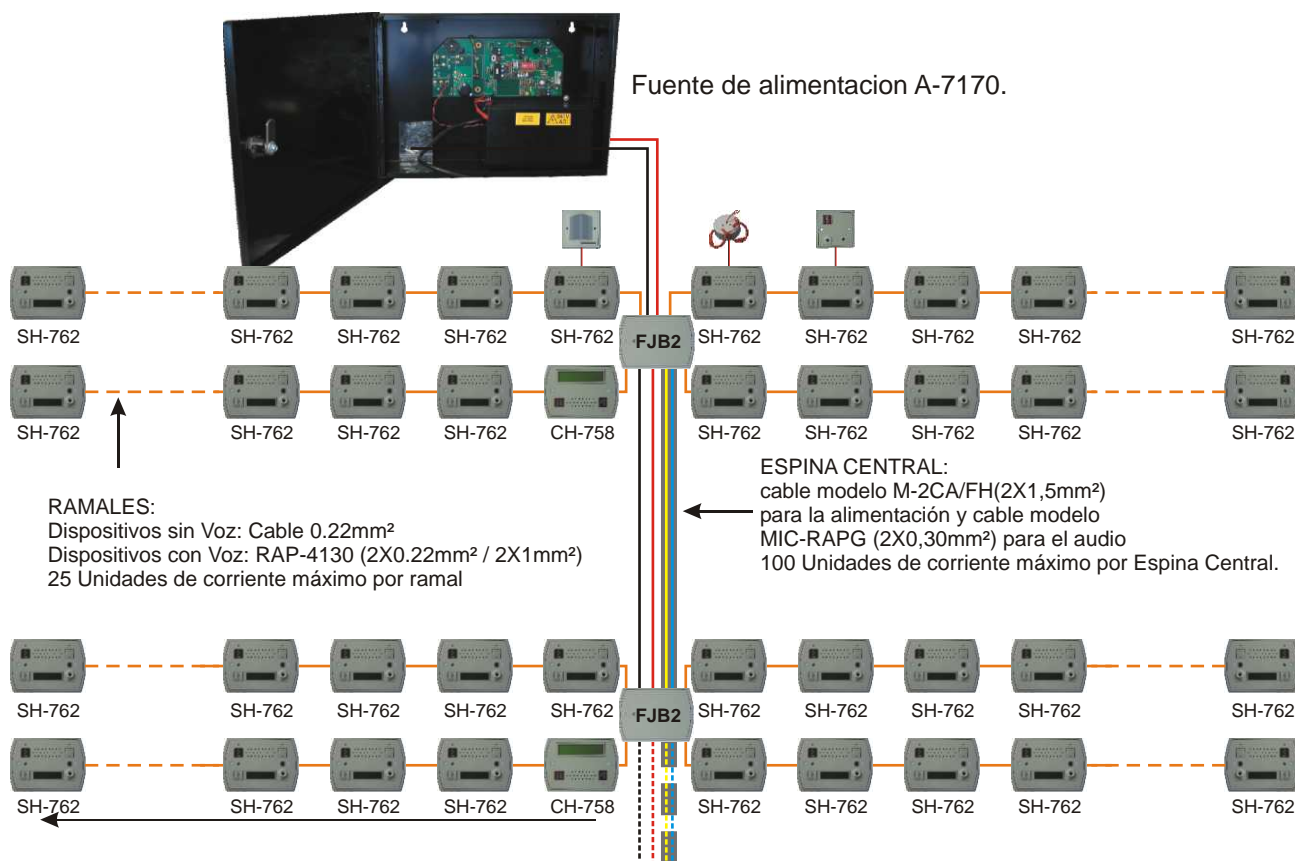 Fuente de alimentacion A-7170.
SH-762 SH-762 SH-762 SH-762 SH-762 SH-762 SH-762 SH-762 SH-762 SH-762
FJB2
SH-762 SH-762 SH-762 SH-762 CH-758 SH-762 SH-762 SH-762 SH-762 SH-762
RAMALES:
Dispositivos sin Voz: Cable 0.22mm²
Dispositivos con Voz: RAP-4130 (2X0.22mm² / 2X1mm²)
25 Unidades de corriente máximo por ramal
ESPINA CENTRAL:
cable modelo M-2CA/FH(2X1,5mm²)
para la alimentación y cable modelo
MIC-RAPG (2X0,30mm²) para el audio
100 Unidades de corriente máximo por Espina Central.
SH-762 SH-762 SH-762 SH-762 SH-762 SH-762 SH-762 SH-762 SH-762 SH-762
FJB2
SH-762 SH-762 SH-762 SH-762 CH-758 SH-762 SH-762 SH-762 SH-762 SH-762